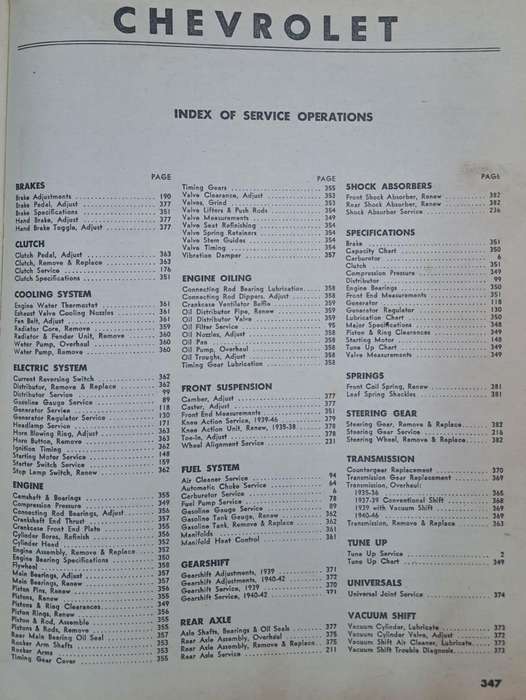 CHEVROLET
INDEX OF SERVICE OPERATIONS
PAGE
BRAKES
Brake Adjustments 190
Brake Pedal, Adjust 377
Brake Specifications 351
Hand Brake, Adjust 377
Hand Brake Toggle, Adjust 377
CLUTCH
Clutch Pedal, Adjust 363
Clutch, Remove & Replace 363
Clutch Service 176
Clutch Specifications 351
COOLING SYSTEM
Engine Water Thermostat 361
Exhaust Valve Cooling Nozzles 361
Fan Belt, Adjust 361
Radiator Core, Remove 359
Radiator & Fender Unit, Remove 360
Water Pump, Overhaul 360
Water Pump, Remove 360
ELECTRIC SYSTEM
Current Reversing Switch 362
Distributor, Remove & Replace 362
Distributor Service 99
Gasoline Gauge Service 89
Generator Service 118
Generator Regulator Service 130
Headlamp Service 171
Horn Blowing Ring, Adjust 363
Horn Button, Remove 363
Ignition Timing 362
Starting Motor Service 148
Starter Switch Service 159
Stop Lamp Switch, Renew 362
ENGINE
Camshaft & Bearings 355
Compression Pressure 349
Connecting Rod Bearings, Adjust 356
Crankshaft End Thrust 357
Crankcase Front End Plate 355
Cylinder Bores, Refinish 356
Cylinder Head 352
Engine Assembly, Remove & Replace 352
Engine Bearing Specifications 350
Flywheel 358
Main Bearings, Adjust 357
Main Bearings, Renew 357
Piston Pins, Renew 356
Pistons, Renew 355
Pistons & Ring Clearances 349
Piston Rings, Renew 356
Piston & Rod, Assemble 356
Pistons & Rods, Remove 355
Rear Main Bearing Oil Seal 357
Rocker Arm Shafts 353
Rocker Arms 353
Timing Gear Cover 355
PAGE
Timing Gears 355
Valve Clearance, Adjust 353
Valves, Grind 353
Valve Lifters & Push Rods 354
Valve Measurements 349
Valve Seat Refinishing 354
Valve Spring Retainers 354
Valve Stem Guides 354
Valve Timing 354
Vibration Damper 357
ENGINE OILING
Connecting Rod Bearing Lubrication 358
Connecting Rod Dippers, Adjust 358
Crankcase Ventilator Baffle 359
Oil Distributor Pipe, Renew 359
Oil Distributor Valve 359
Oil Filter Service 95
Oil Nozzles, Adjust 358
Oil Pan 358
Oil Pump, Overhaul 358
Oil Troughs, Adjust 358
Timing Gear Lubrication 358
FRONT SUSPENSION
Camber, Adjust 377
Caster, Adjust 377
Front End Measurements 351
Knee Action Service, 1939-46 379
Knee Action Unit, Renew, 1935-38 378
Toe-In, Adjust 378
Wheel Alignment Service 231
FUEL SYSTEM
Air Cleaner Service 94
Automatic Choke Service 64
Carburetor Service 6
Fuel Pump Service 78
Gasoline Gauge Service 89
Gasoline Tank Gauge, Renew 362
Gasoline Tank, Remove & Replace 362
Manifolds 361
Manifold Heat Control 361
GEARSHIFT
Gearshift Adjustments, 1939 371
Gearshift Adjustments, 1940-42 372
Gearshift Service, 1939 371
Gearshift Service, 1940-42 371
REAR AXLE
Axle Shafts, Bearings & Oil Seals 377
Rear Axle Assembly, Overhaul 375
Rear Axle Assembly, Remove & Replace 375
Rear Axle Service 211
PAGE
SHOCK ABSORBERS
Front Shock Absorber, Renew 382
Rear Shock Absorber, Renew 382
Shock Absorber Service 236
SPECIFICATIONS
Brake 351
Capacity Chart 350
Carburetor 6
Clutch 351
Compression Pressure 349
Distributor 99
Engine Bearings 350
Front End Measurements 351
Generator 118
Generator Regulator 130
Lubrication Chart 350
Major Specifications 348
Piston & Ring Clearances 349
Starting Motor 148
Tune Up Chart 349
Valve Measurements 349
SPRINGS
Front Coil Spring, Renew 381
Leaf Spring Shackles 381
STEERING GEAR
Steering Gear, Remove & Replace 382
Steering Gear Service 216
Steering Wheel, Remove & Replace 382
TRANSMISSION
Countergear Replacement 370
Transmission Gear Replacement 369
Transmission, Overhaul:
1935-36 365
1937-39 Conventional Shift 368
1939 with Vacuum Shift 369
1940-46 369
Transmission, Remove & Replace 363
TUNE UP
Tune Up Service 2
Tune Up Chart 349
UNIVERSALS
Universal Joint Service 374
VACUUM SHIFT
Vacuum Cylinder, Lubricate 373
Vacuum Cylinder Valve, Adjust 373
Vacuum Shift Air Cleaner, Lubricate 373
Vacuum Shift Trouble Diagnosis 373
347